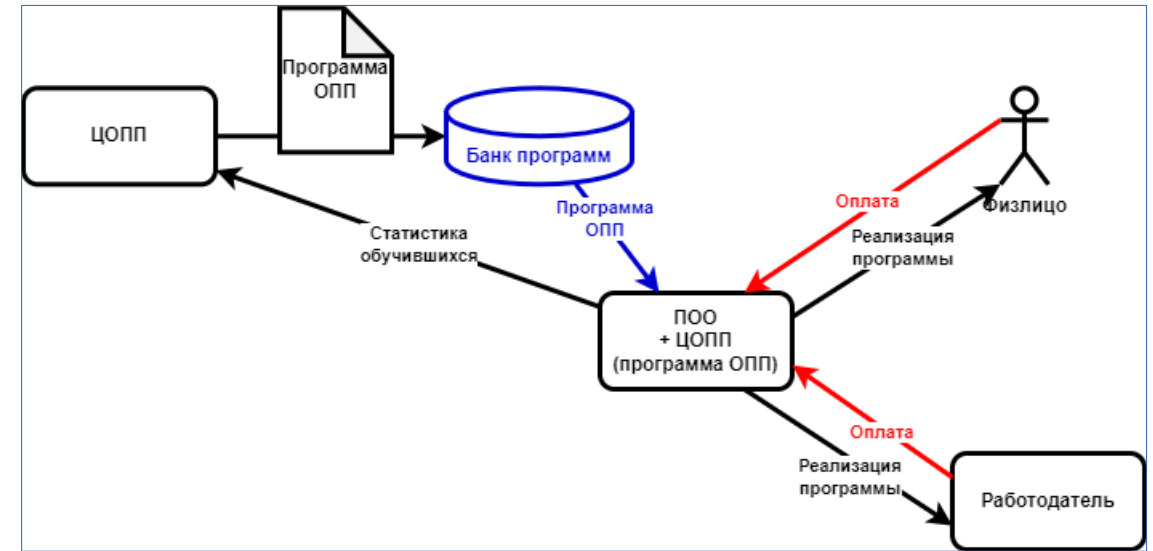 Программа
ОПП
ЦОПП
Банк программ
Программа
ОПП
Статистика
обучившихся
Оплата
Физлицо
Реализация
программы
ПОО
+ ЦОПП
(программа ОПП)
Оплата
Реализация
программы
Работодатель